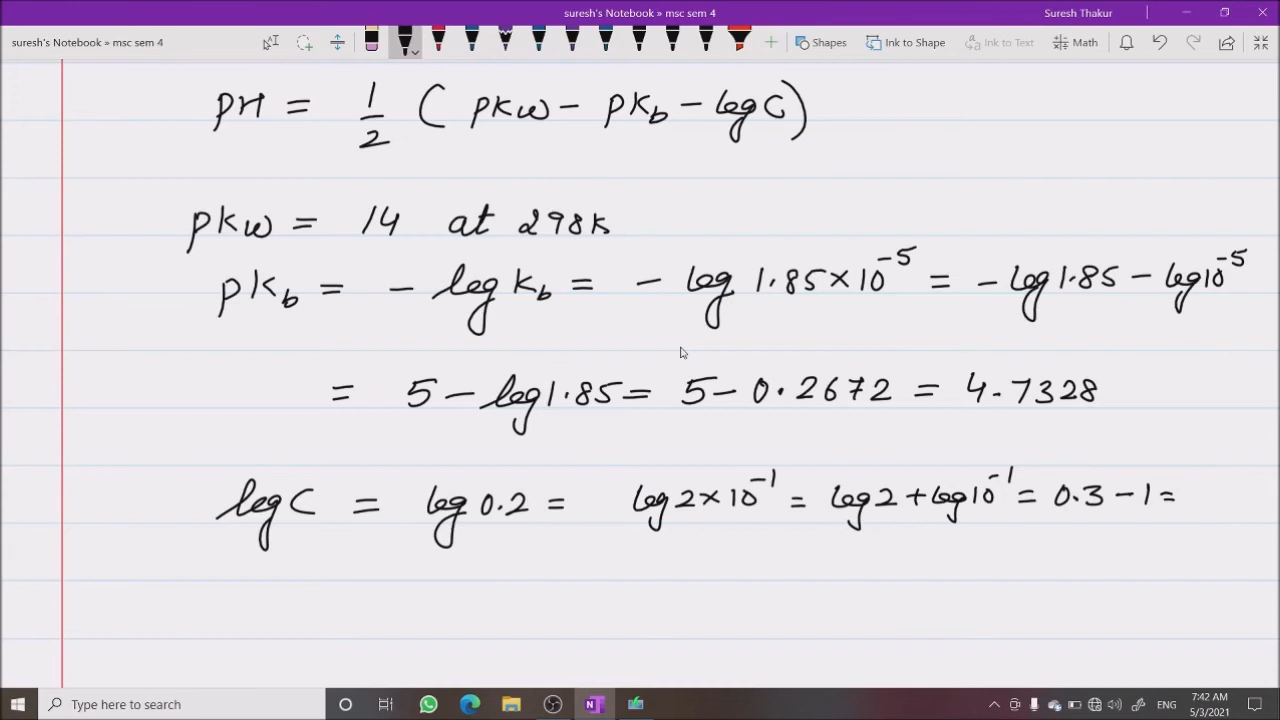 suresh's Notebook » msc sem 4
Suresh Thakur
suresh's Notebook » msc sem 4
Shapes Ink to Shape Ink to Text Math
pH = 1/2 ( pkw - pKb - log C)
pkw = 14 at 298k
pkb = - log kb = - log 1.85×10⁻⁵ = - log 1.85 - log 10⁻⁵
= 5 - log 1.85 = 5 - 0.2672 = 4.7328
log C = log 0.2 = log 2×10⁻¹ = log 2 + log 10⁻¹ = 0.3 - 1 =
Type here to search
ENG
7:42 AM
5/3/2021